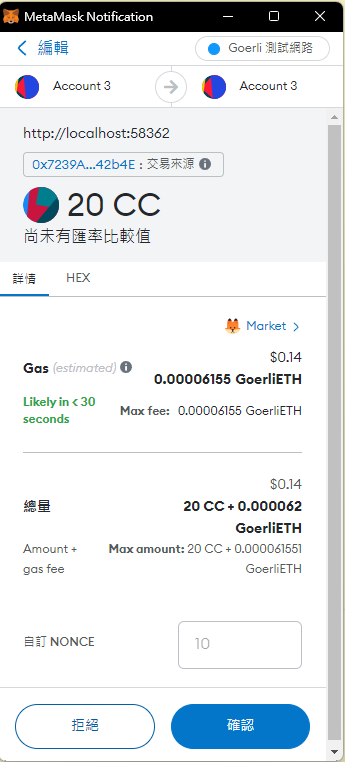 MetaMask Notification
編輯
Goerli 測試網路
Account 3
Account 3
http://localhost:58362
0x7239A...42b4E : 交易來源
20 CC
尚未有匯率比較值
詳情
HEX
Market
$0.14
Gas (estimated)
0.00006155 GoerliETH
Likely in < 30
seconds
Max fee: 0.00006155 GoerliETH
$0.14
總量
20 CC + 0.000062
GoerliETH
Amount +
gas fee
Max amount: 20 CC + 0.000061551
GoerliETH
自訂 NONCE
10
拒絕
確認